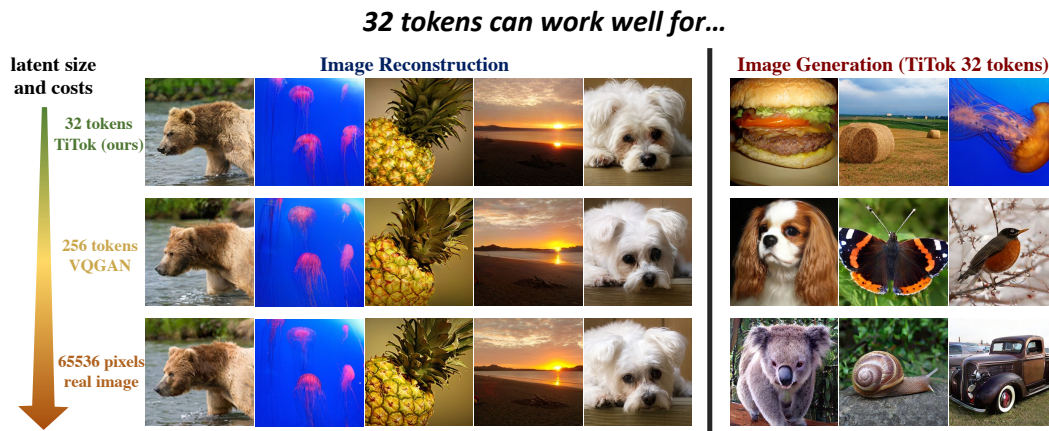 32 tokens can work well for…
latent size
and costs
Image Reconstruction
Image Generation (TiTok 32 tokens)
32 tokens
TiTok (ours)
256 tokens
VQGAN
65536 pixels
real image